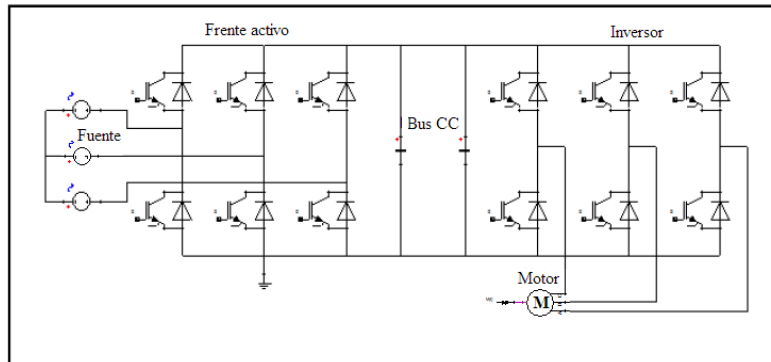 Frente activo
Inversor
Fuente
Bus CC
Motor
M